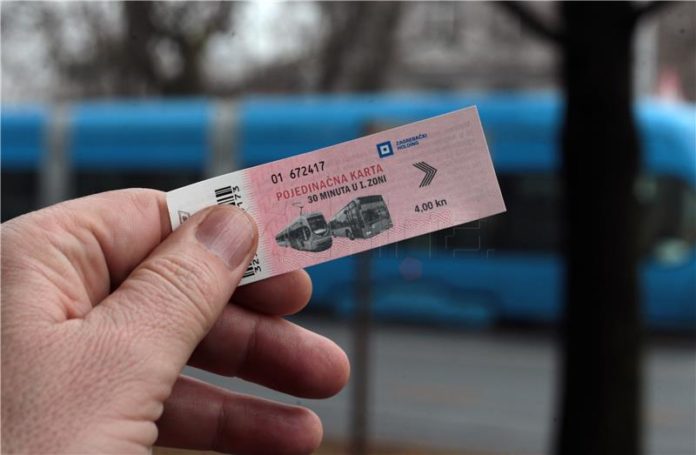 ZAGREBAČKI
HOLDING
01 672417
POJEDINAČNA KARTA
30 MINUTA U I. ZONI
4,00 kn